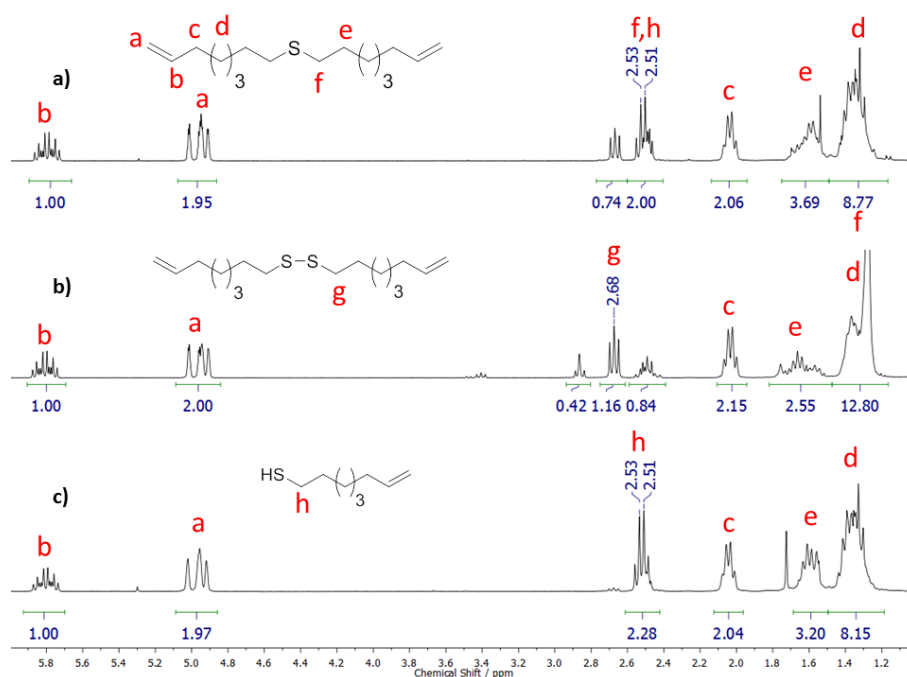 d
c
e
a
S
3
3
b
f
a)
f,h
2.53
2.51
b
a
c
e
d
1.00
1.95
0.74
2.00
2.06
3.69
8.77
S
S
3
3
g
b)
g
2.68
f
b
a
c
e
d
1.00
2.00
0.42
1.16
0.84
2.15
2.55
12.80
HS
3
h
c)
h
2.53
2.51
b
a
c
e
d
1.00
1.97
2.28
2.04
3.20
8.15
5.8 5.6 5.4 5.2 5.0 4.8 4.6 4.4 4.2 4.0 3.8 3.6 3.4 3.2 3.0 2.8 2.6 2.4 2.2 2.0 1.8 1.6 1.4 1.2
Chemical Shift / ppm